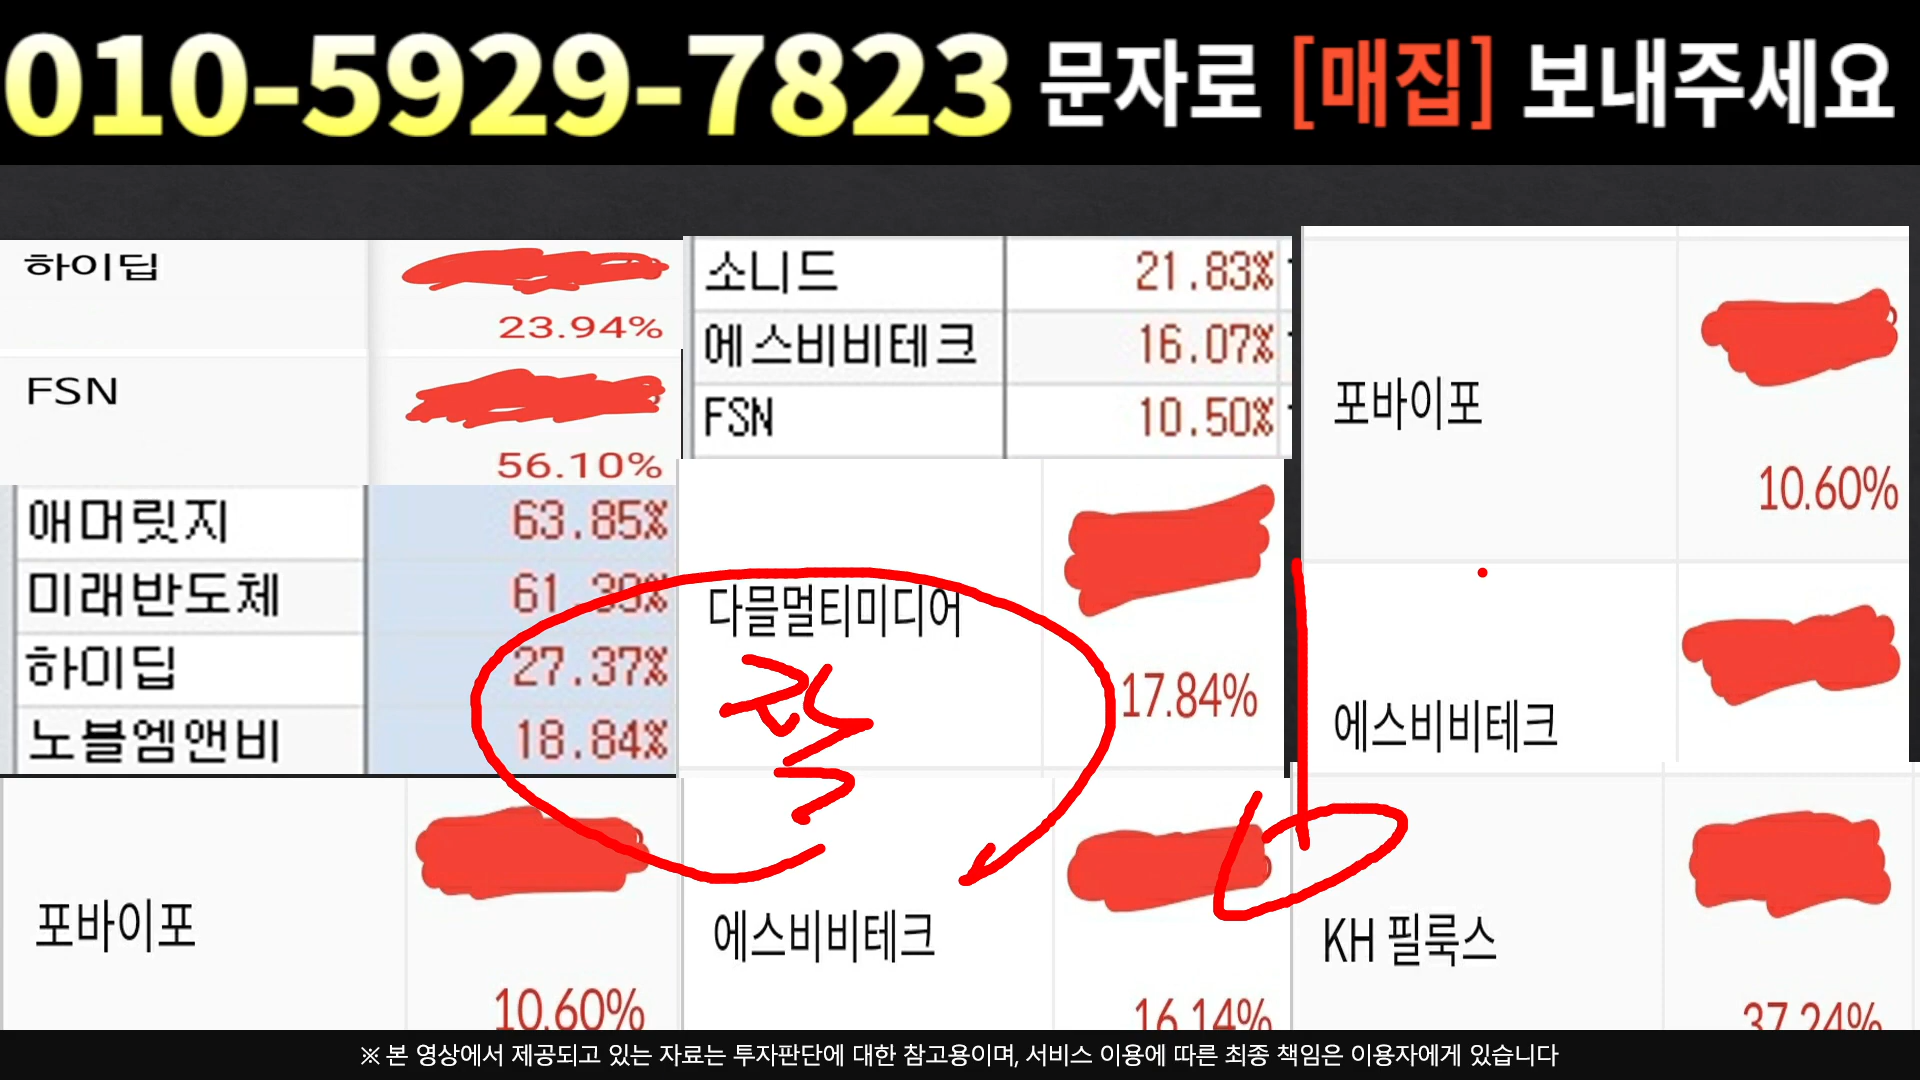 010-5929-7823 문자로 [매집] 보내주세요
하이딥
23.94%
FSN
56.10%
애머릿지 63.85%
미래반도체 61.39%
하이딥 27.37%
노블엠앤비 18.84%
소니드 21.83%
에스비비테크 16.07%
FSN 10.50%
다믈멀티미디어
17.84%
포바이포
10.60%
에스비비테크
포바이포
10.60%
에스비비테크
16.14%
KH 필룩스
37.24%
※ 본 영상에서 제공되고 있는 자료는 투자판단에 대한 참고용이며, 서비스 이용에 따른 최종 책임은 이용자에게 있습니다